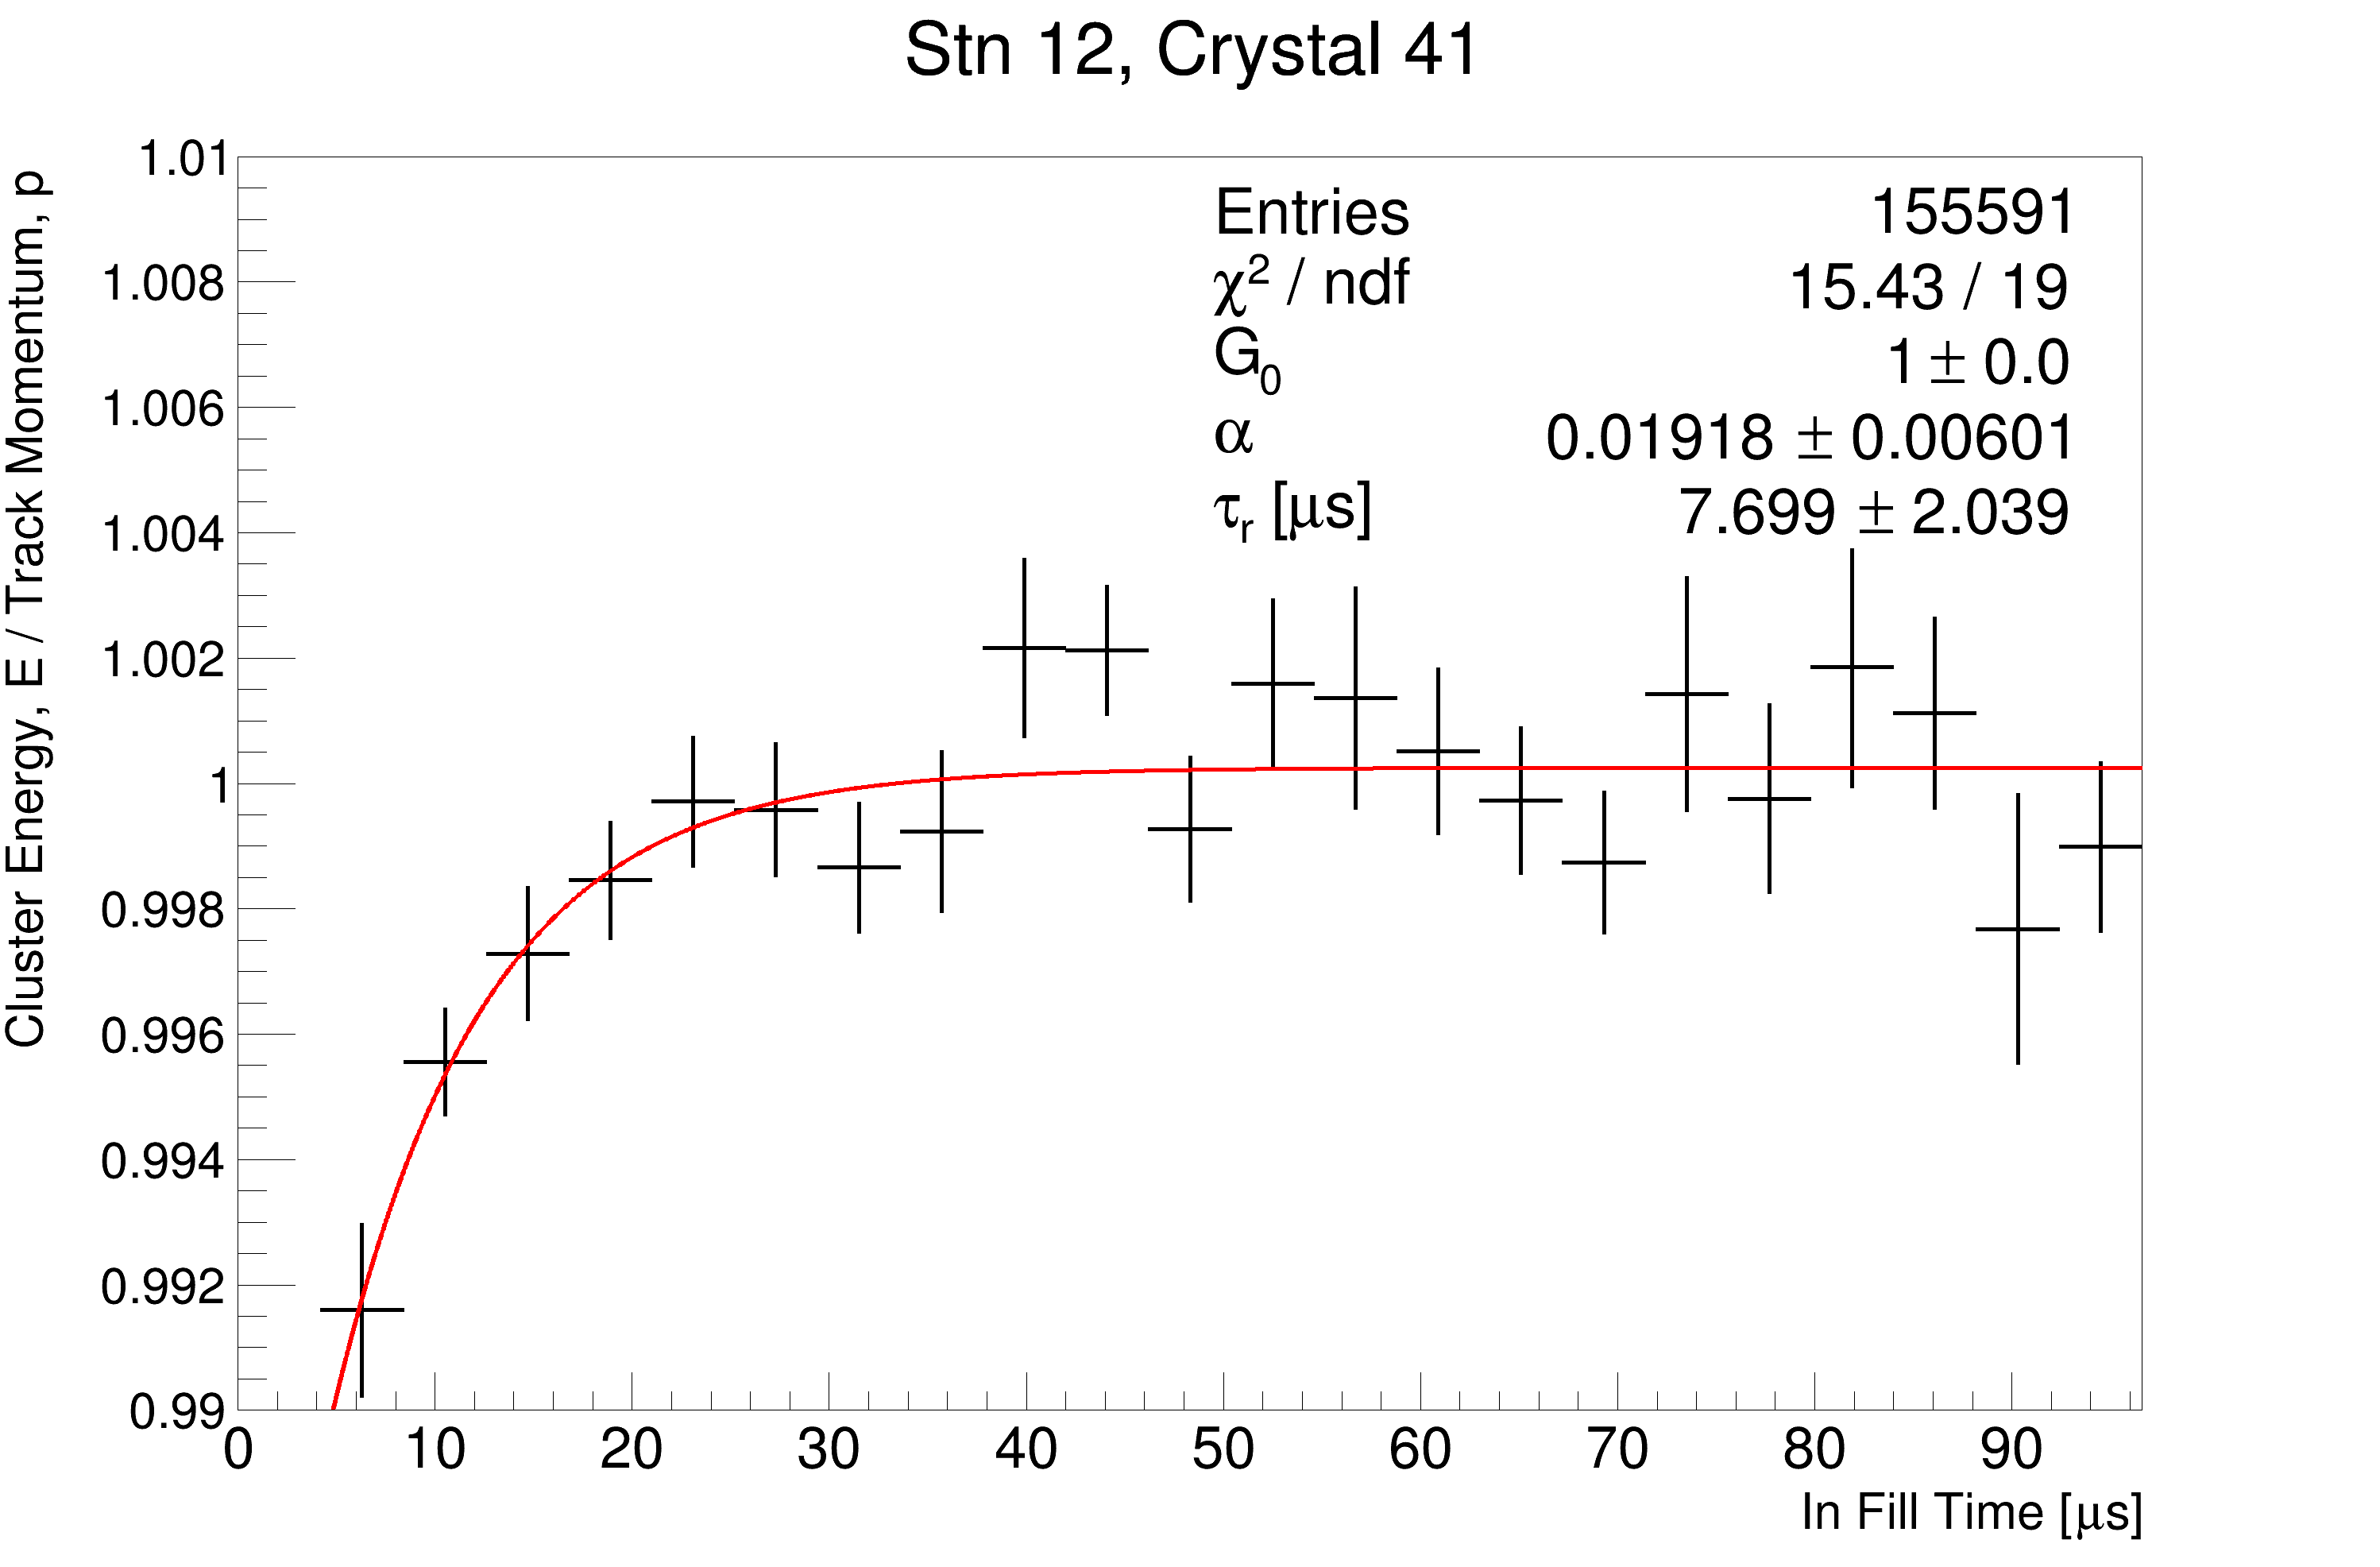 Stn 12, Crystal 41
Cluster Energy, E / Track Momentum, p
1.01
1.008
1.006
1.004
1.002
1
0.998
0.996
0.994
0.992
0.99
Entries 155591
χ² / ndf 15.43 / 19
G₀ 1 ± 0.0
α 0.01918 ± 0.00601
τᵣ [μs] 7.699 ± 2.039
0 10 20 30 40 50 60 70 80 90
In Fill Time [μs]